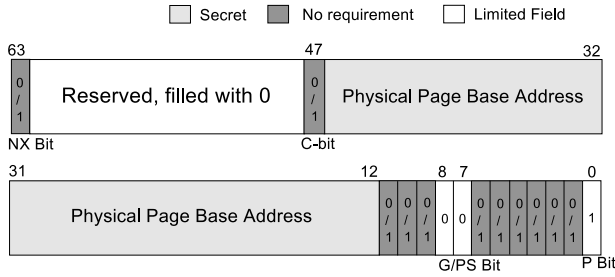 Secret No requirement Limited Field
63 47 32
0/1 Reserved, filled with 0 0/1 Physical Page Base Address
NX Bit C-bit
31 12 8 7 0
Physical Page Base Address 0/1 0/1 0/1 0 0 0/1 0/1 0/1 0/1 0/1 0/1 1
G/PS Bit P Bit